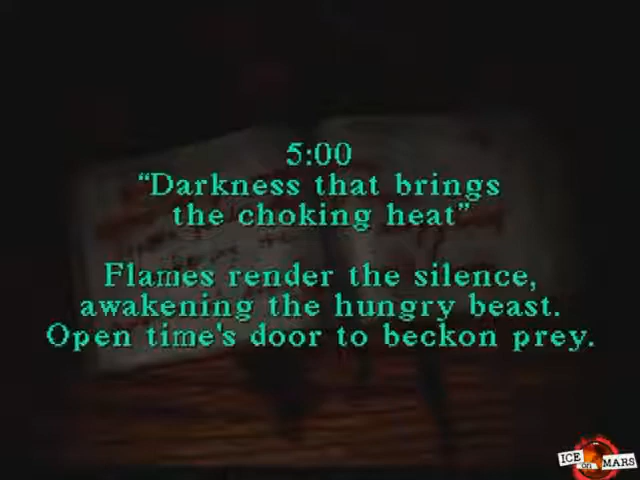 5:00
“Darkness that brings
the choking heat”
Flames render the silence,
awakening the hungry beast.
Open time's door to beckon prey.
ICE on MARS